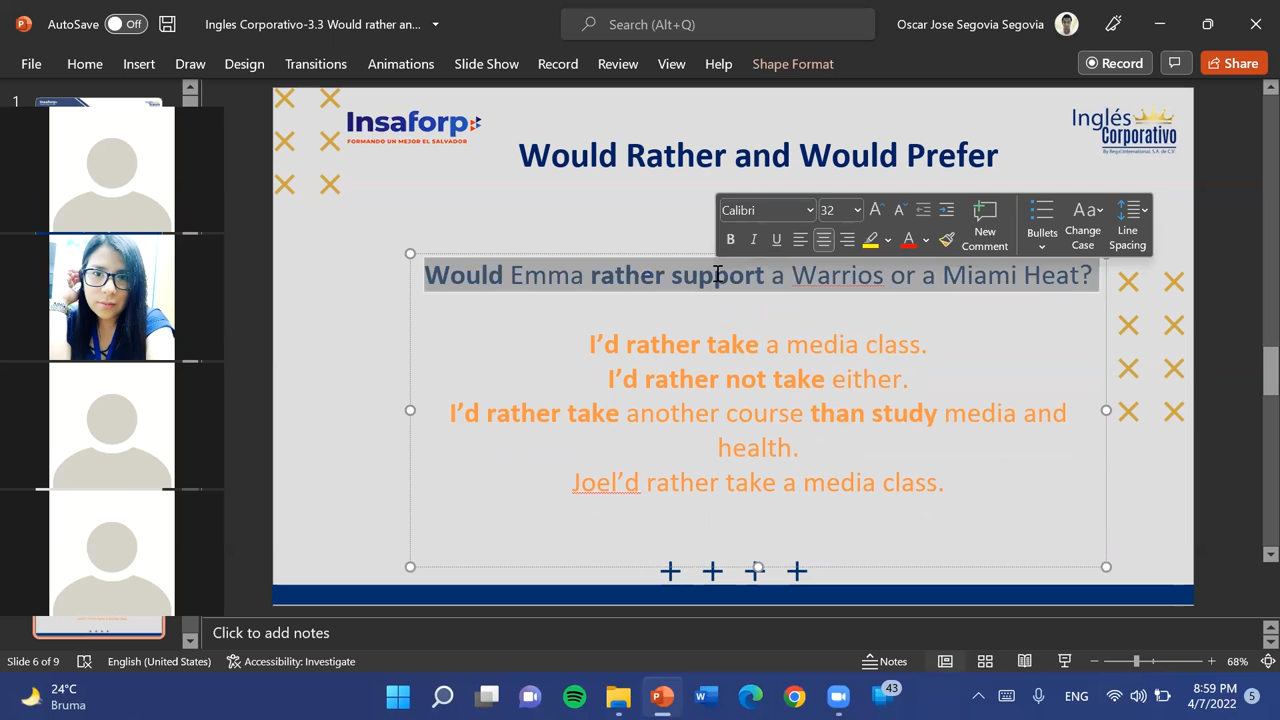 AutoSave Off Ingles Corporativo-3.3 Would rather an... Search (Alt+Q) Oscar Jose Segovia Segovia
File Home Insert Draw Design Transitions Animations Slide Show Record Review View Help Shape Format Record Share
1
Insaforp
FORMANDO UN MEJOR EL SALVADOR
Inglés
Corporativo
By Regal International, S.A. de C.V.
Would Rather and Would Prefer
Calibri 32 New Comment Bullets Change Case Line Spacing
Would Emma rather support a Warrios or a Miami Heat?
I’d rather take a media class.
I’d rather not take either.
I’d rather take another course than study media and
health.
Joel’d rather take a media class.
Click to add notes
Slide 6 of 9 English (United States) Accessibility: Investigate Notes 68%
24°C
Bruma
43
ENG
8:59 PM
4/7/2022
5